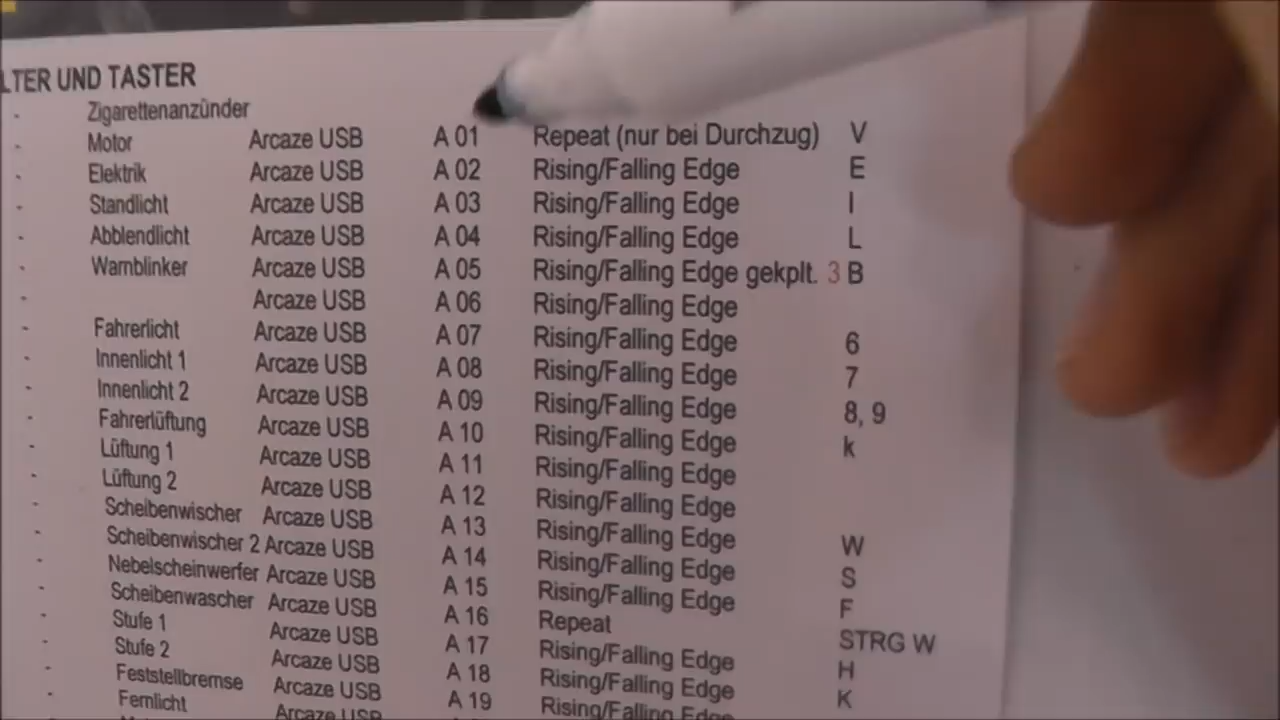 LTER UND TASTER
- Zigarettenanzünder
- Motor Arcaze USB A 01 Repeat (nur bei Durchzug) V
- Elektrik Arcaze USB A 02 Rising/Falling Edge E
- Standlicht Arcaze USB A 03 Rising/Falling Edge I
- Abblendlicht Arcaze USB A 04 Rising/Falling Edge L
- Warnblinker Arcaze USB A 05 Rising/Falling Edge gekplt. 3 B
- Arcaze USB A 06 Rising/Falling Edge
- Fahrerlicht Arcaze USB A 07 Rising/Falling Edge 6
- Innenlicht 1 Arcaze USB A 08 Rising/Falling Edge 7
- Innenlicht 2 Arcaze USB A 09 Rising/Falling Edge 8, 9
- Fahrerlüftung Arcaze USB A 10 Rising/Falling Edge k
- Lüftung 1 Arcaze USB A 11 Rising/Falling Edge
- Lüftung 2 Arcaze USB A 12 Rising/Falling Edge
- Scheibenwischer Arcaze USB A 13 Rising/Falling Edge W
- Scheibenwischer 2 Arcaze USB A 14 Rising/Falling Edge S
- Nebelscheinwerfer Arcaze USB A 15 Rising/Falling Edge F
- Scheibenwascher Arcaze USB A 16 Repeat STRG W
- Stufe 1 Arcaze USB A 17 Rising/Falling Edge H
- Stufe 2 Arcaze USB A 18 Rising/Falling Edge K
- Feststellbremse Arcaze USB A 19 Rising/Falling Edge
- Fernlicht Arcaze USB